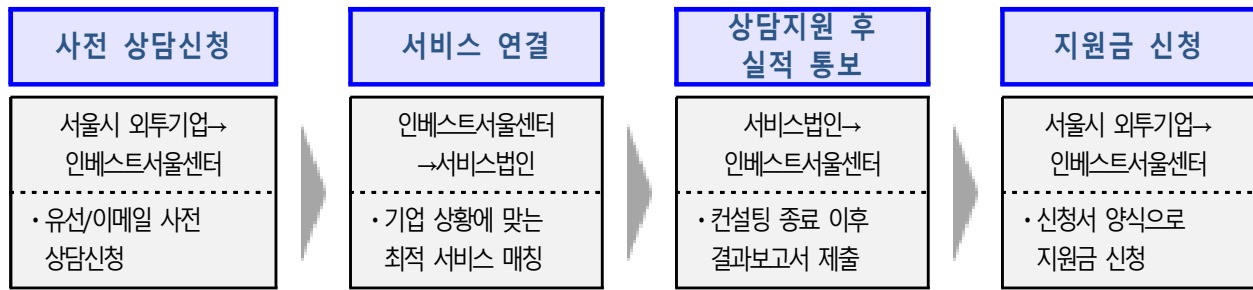 사전 상담신청
서울시 외투기업→
인베스트서울센터
· 유선/이메일 사전
상담신청
서비스 연결
인베스트서울센터
→서비스법인
· 기업 상황에 맞는
최적 서비스 매칭
상담지원 후
실적 통보
서비스법인→
인베스트서울센터
· 컨설팅 종료 이후
결과보고서 제출
지원금 신청
서울시 외투기업→
인베스트서울센터
· 신청서 양식으로
지원금 신청